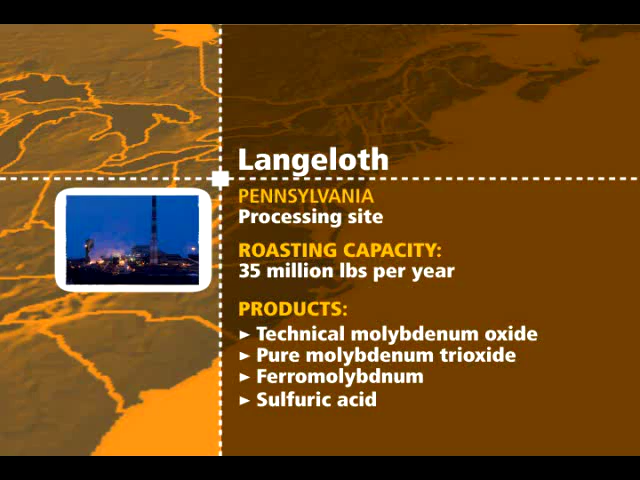 Langeloth
PENNSYLVANIA
Processing site
ROASTING CAPACITY:
35 million lbs per year
PRODUCTS:
► Technical molybdenum oxide
► Pure molybdenum trioxide
► Ferromolybdnum
► Sulfuric acid